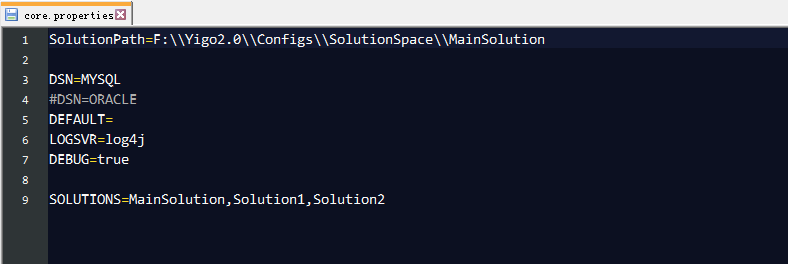 core.properties
1 SolutionPath=F:\\Yigo2.0\\Configs\\SolutionSpace\\MainSolution
2
3 DSN=MYSQL
4 #DSN=ORACLE
5 DEFAULT=
6 LOGSVR=log4j
7 DEBUG=true
8
9 SOLUTIONS=MainSolution,Solution1,Solution2